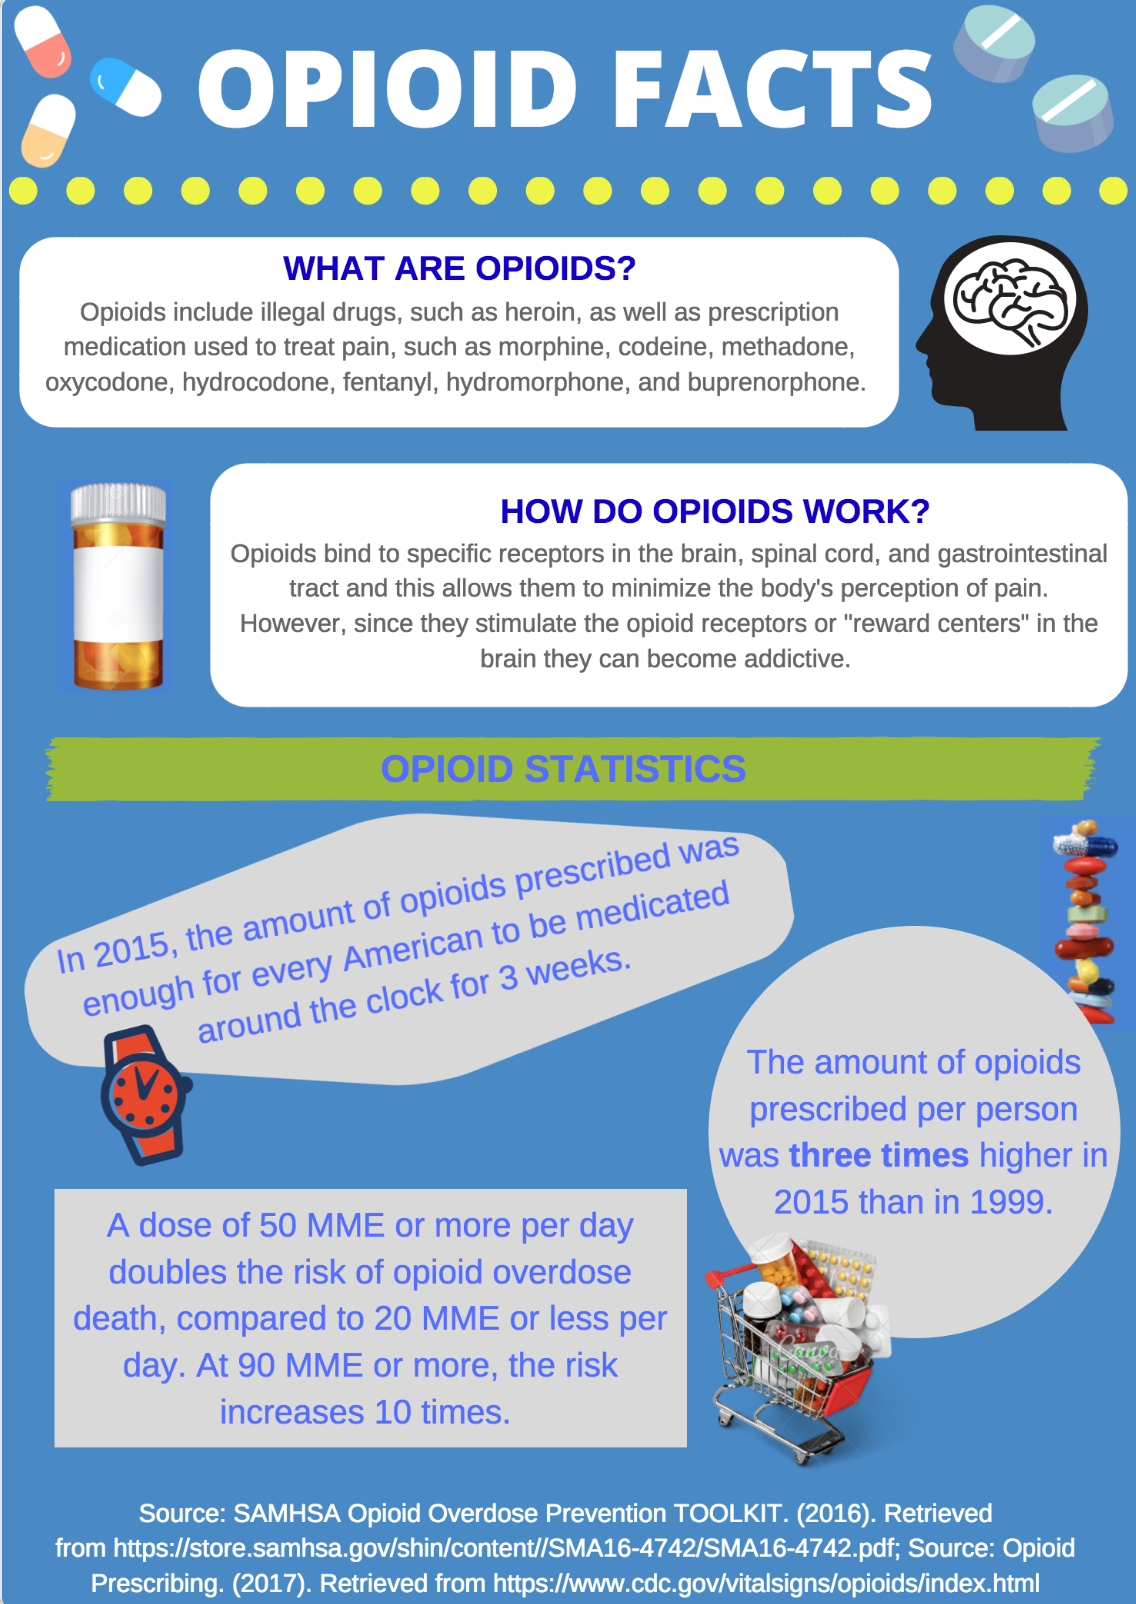 OPIOID FACTS
WHAT ARE OPIOIDS?
Opioids include illegal drugs, such as heroin, as well as prescription
medication used to treat pain, such as morphine, codeine, methadone,
oxycodone, hydrocodone, fentanyl, hydromorphone, and buprenorphone.
HOW DO OPIOIDS WORK?
Opioids bind to specific receptors in the brain, spinal cord, and gastrointestinal
tract and this allows them to minimize the body's perception of pain.
However, since they stimulate the opioid receptors or "reward centers" in the
brain they can become addictive.
OPIOID STATISTICS
In 2015, the amount of opioids prescribed was
enough for every American to be medicated
around the clock for 3 weeks.
The amount of opioids
prescribed per person
was three times higher in
2015 than in 1999.
A dose of 50 MME or more per day
doubles the risk of opioid overdose
death, compared to 20 MME or less per
day. At 90 MME or more, the risk
increases 10 times.
Canva
Source: SAMHSA Opioid Overdose Prevention TOOLKIT. (2016). Retrieved
from https://store.samhsa.gov/shin/content//SMA16-4742/SMA16-4742.pdf; Source: Opioid
Prescribing. (2017). Retrieved from https://www.cdc.gov/vitalsigns/opioids/index.html